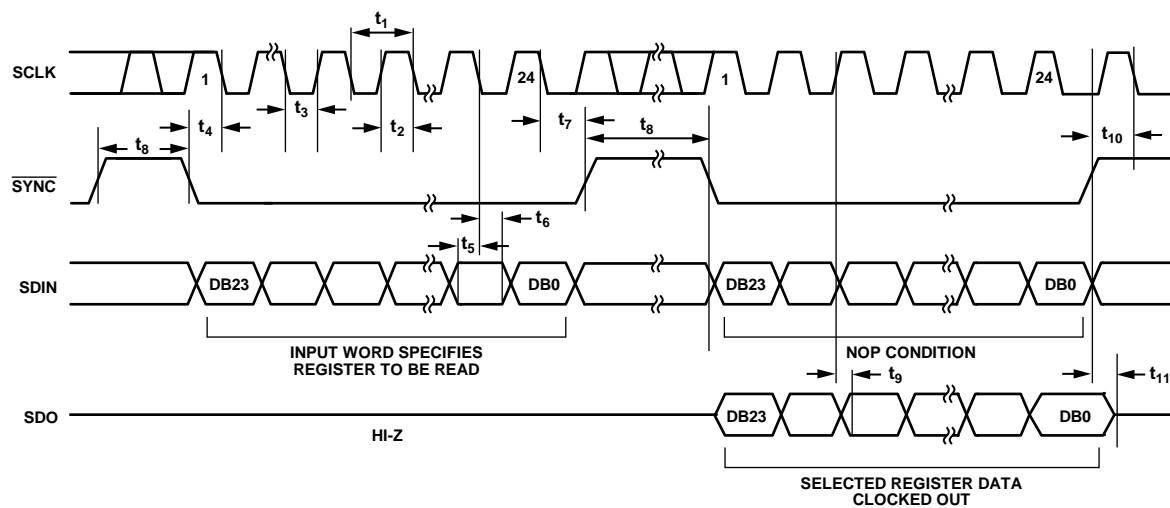 t1
SCLK
1
24
1
24
t4
t3
t2
t7
t8
t10
t8
SYNC
t6
t5
SDIN
DB23
DB0
DB23
DB0
INPUT WORD SPECIFIES
REGISTER TO BE READ
NOP CONDITION
t9
t11
SDO
DB23
DB0
HI-Z
SELECTED REGISTER DATA
CLOCKED OUT